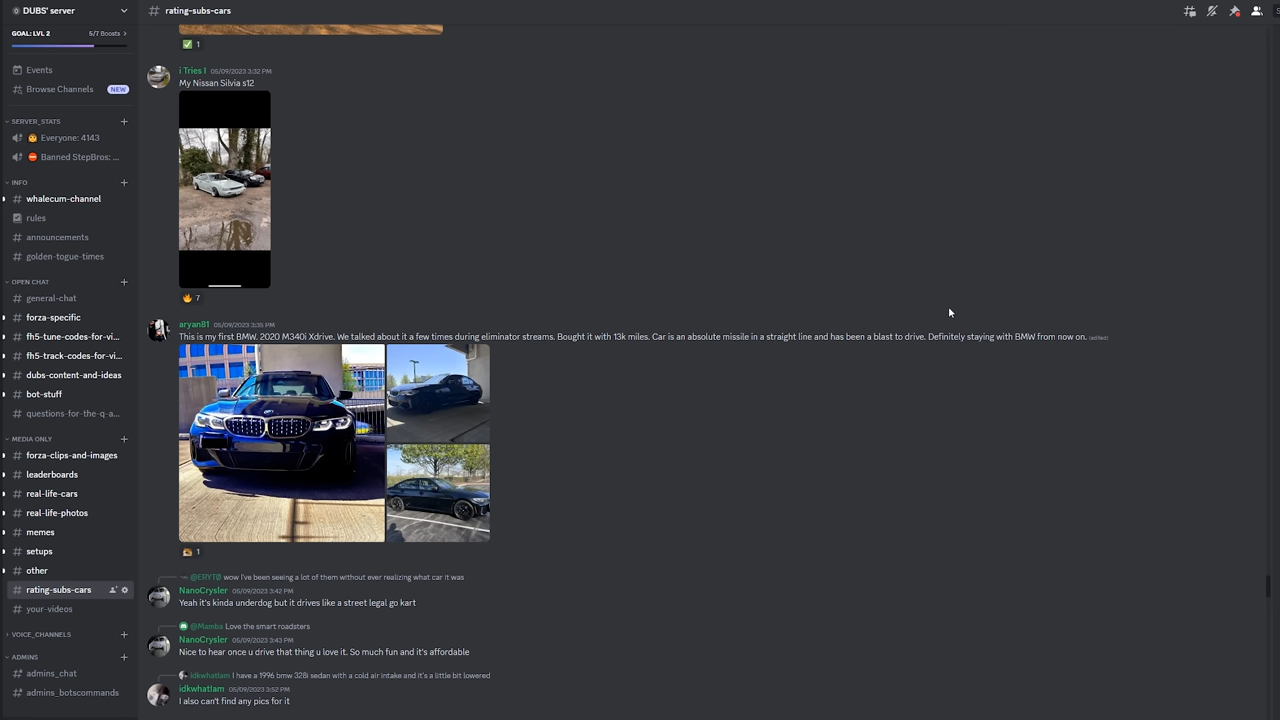 DUBS' server
GOAL: LVL 2
5/7 Boosts
Events
Browse Channels
NEW
SERVER_STATS
Everyone: 4143
Banned StepBros: ...
INFO
whalecum-channel
rules
announcements
golden-togue-times
OPEN CHAT
general-chat
forza-specific
fh5-tune-codes-for-vi...
fh5-track-codes-for-vi...
dubs-content-and-ideas
bot-stuff
questions-for-the-q-a...
MEDIA ONLY
forza-clips-and-images
leaderboards
real-life-cars
real-life-photos
memes
setups
other
rating-subs-cars
your-videos
VOICE_CHANNELS
ADMINS
admins_chat
admins_botscommands
rating-subs-cars
1
i Tries I 05/09/2023 3:32 PM
My Nissan Silvia s12
7
aryan81 05/09/2023 3:35 PM
This is my first BMW. 2020 M340i Xdrive. We talked about it a few times during eliminator streams. Bought it with 13k miles. Car is an absolute missile in a straight line and has been a blast to drive. Definitely staying with BMW from now on. (edited)
1
@ERYTØ wow I've been seeing a lot of them without ever realizing what car it was
NanoCrysler 05/09/2023 3:42 PM
Yeah it's kinda underdog but it drives like a street legal go kart
@Mamba Love the smart roadsters
NanoCrysler 05/09/2023 3:43 PM
Nice to hear once u drive that thing u love it. So much fun and it's affordable
idkwhatIam I have a 1996 bmw 328i sedan with a cold air intake and it's a little bit lowered
idkwhatIam 05/09/2023 3:52 PM
I also can't find any pics for it